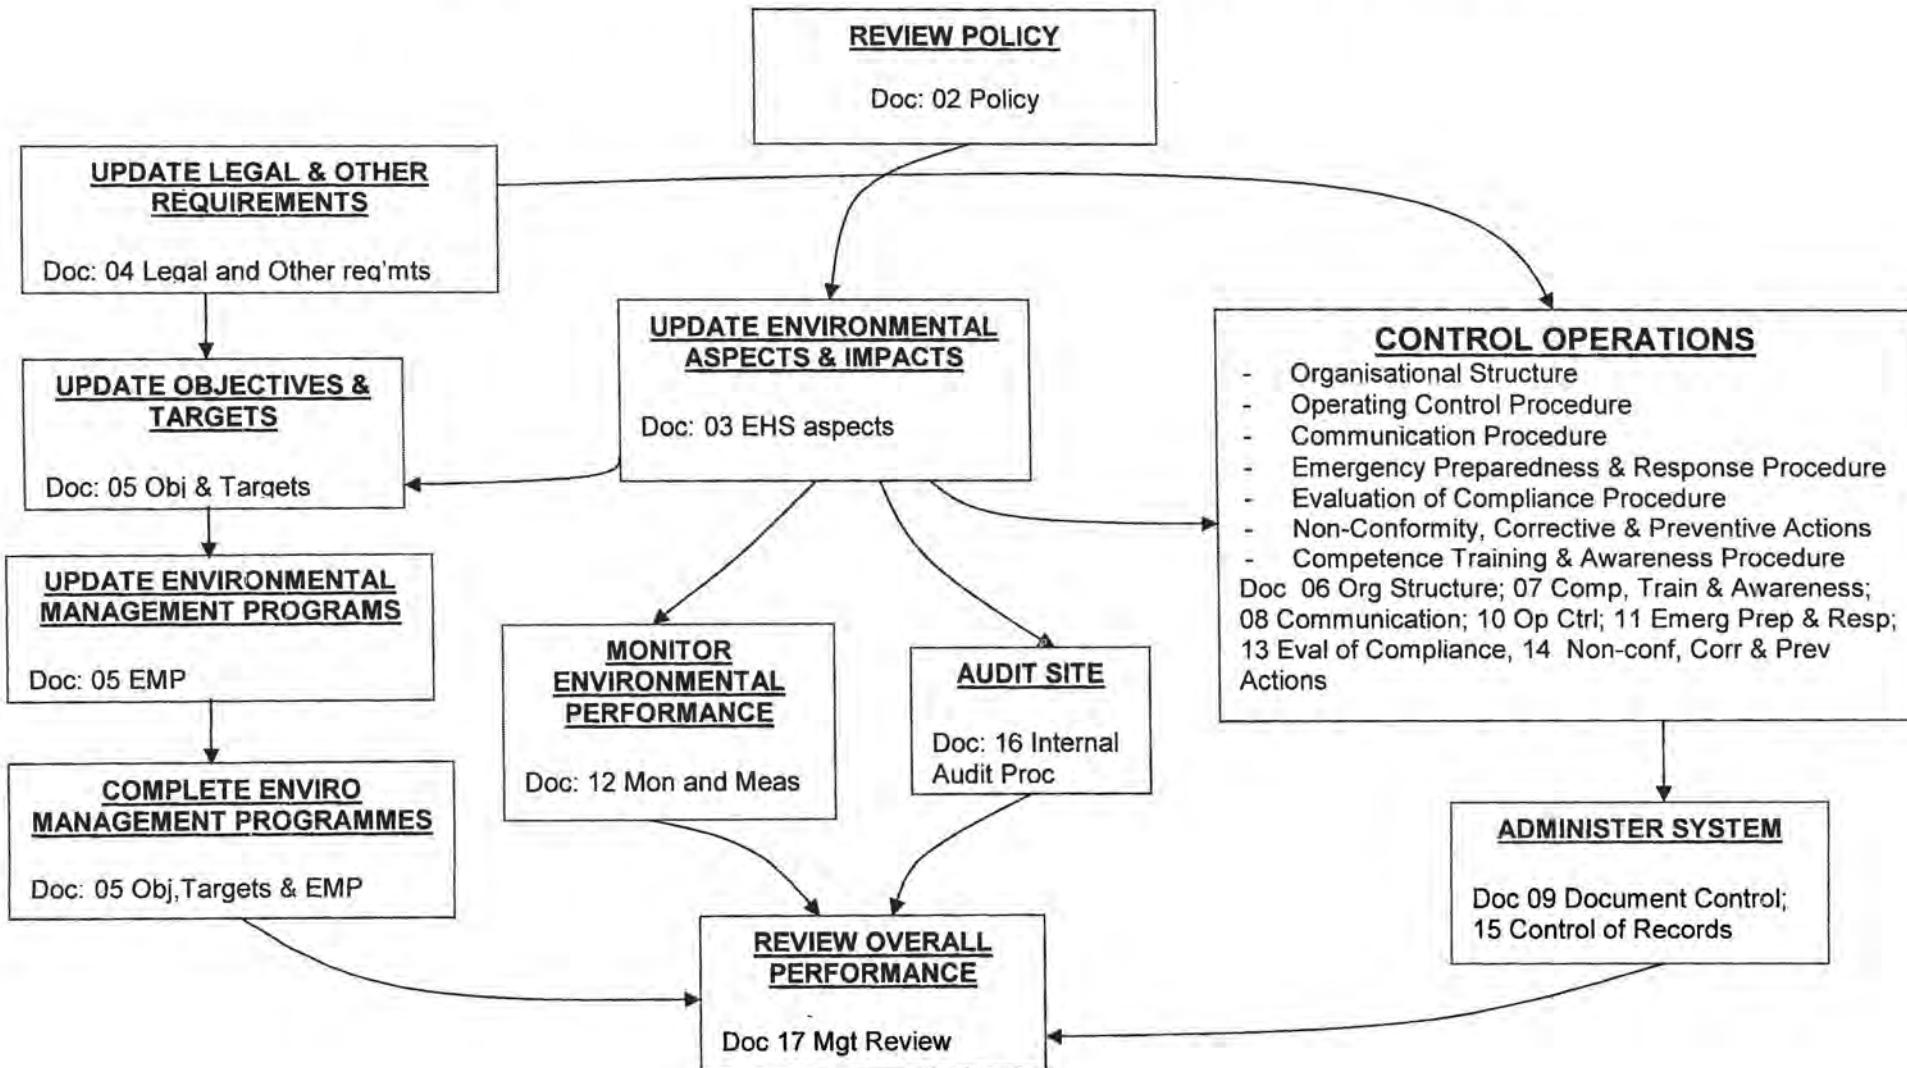 REVIEW POLICY
Doc: 02 Policy
UPDATE LEGAL & OTHER
REQUIREMENTS
Doc: 04 Legal and Other req'mts
UPDATE ENVIRONMENTAL
ASPECTS & IMPACTS
Doc: 03 EHS aspects
CONTROL OPERATIONS
- Organisational Structure
- Operating Control Procedure
- Communication Procedure
- Emergency Preparedness & Response Procedure
- Evaluation of Compliance Procedure
- Non-Conformity, Corrective & Preventive Actions
- Competence Training & Awareness Procedure
Doc 06 Org Structure; 07 Comp, Train & Awareness;
08 Communication; 10 Op Ctrl; 11 Emerg Prep & Resp;
13 Eval of Compliance, 14 Non-conf, Corr & Prev
Actions
UPDATE OBJECTIVES &
TARGETS
Doc: 05 Obj & Targets
UPDATE ENVIRONMENTAL
MANAGEMENT PROGRAMS
Doc: 05 EMP
MONITOR
ENVIRONMENTAL
PERFORMANCE
Doc: 12 Mon and Meas
AUDIT SITE
Doc: 16 Internal
Audit Proc
COMPLETE ENVIRO
MANAGEMENT PROGRAMMES
Doc: 05 Obj,Targets & EMP
ADMINISTER SYSTEM
Doc 09 Document Control;
15 Control of Records
REVIEW OVERALL
PERFORMANCE
Doc 17 Mgt Review